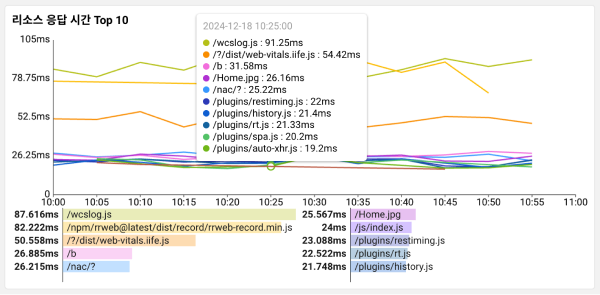 리소스 응답 시간 Top 10
2024-12-18 10:25:00
/wcslog.js : 91.25ms
/?/dist/web-vitals.iife.js : 54.42ms
/b : 31.58ms
/Home.jpg : 26.16ms
/nac/? : 25.22ms
/plugins/restiming.js : 22ms
/plugins/history.js : 21.4ms
/plugins/rt.js : 21.33ms
/plugins/spa.js : 20.2ms
/plugins/auto-xhr.js : 19.2ms
105ms
78.75ms
52.5ms
26.25ms
0
10:00 10:05 10:10 10:15 10:20 10:25 10:30 10:35 10:40 10:45 10:50 10:55 11:00
87.616ms /wcslog.js
82.222ms /npm/rrweb@latest/dist/record/rrweb-record.min.js
50.558ms /?/dist/web-vitals.iife.js
26.885ms /b
26.215ms /nac/?
25.567ms /Home.jpg
24ms /js/index.js
23.088ms /plugins/restiming.js
22.522ms /plugins/rt.js
21.748ms /plugins/history.js